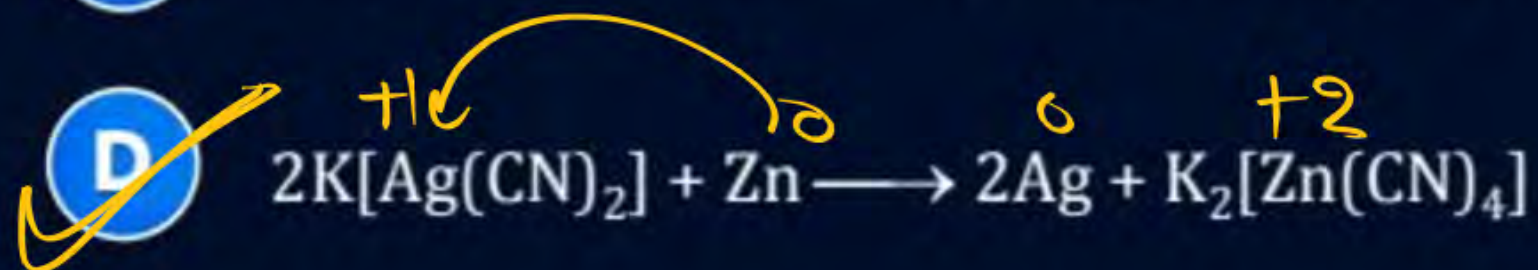 +1 0 0 +2
D 2K[Ag(CN)₂] + Zn ⟶ 2Ag + K₂[Zn(CN)₄]